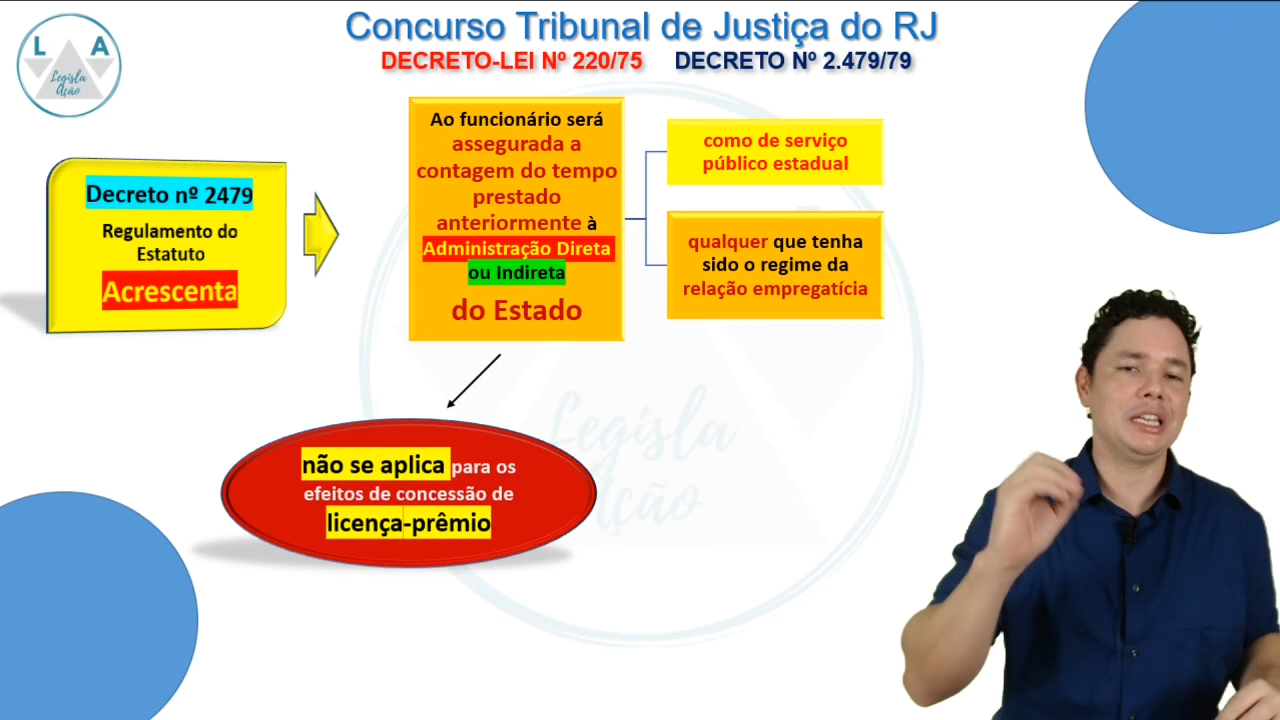 L A
Legisla
Ação
Concurso Tribunal de Justiça do RJ
DECRETO-LEI Nº 220/75 DECRETO Nº 2.479/79
Decreto nº 2479
Regulamento do
Estatuto
Acrescenta
Ao funcionário será
assegurada a
contagem do tempo
prestado
anteriormente à
Administração Direta
ou Indireta
do Estado
como de serviço
público estadual
qualquer que tenha
sido o regime da
relação empregatícia
não se aplica para os
efeitos de concessão de
licença-prêmio
Legisla
Ação